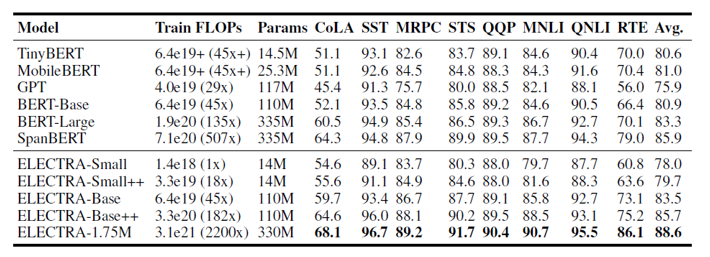 Model Train FLOPs Params CoLA SST MRPC STS QQP MNLI QNLI RTE Avg.
TinyBERT 6.4e19+ (45x+) 14.5M 51.1 93.1 82.6 83.7 89.1 84.6 90.4 70.0 80.6
MobileBERT 6.4e19+ (45x+) 25.3M 51.1 92.6 84.5 84.8 88.3 84.3 91.6 70.4 81.0
GPT 4.0e19 (29x) 117M 45.4 91.3 75.7 80.0 88.5 82.1 88.1 56.0 75.9
BERT-Base 6.4e19 (45x) 110M 52.1 93.5 84.8 85.8 89.2 84.6 90.5 66.4 80.9
BERT-Large 1.9e20 (135x) 335M 60.5 94.9 85.4 86.5 89.3 86.7 92.7 70.1 83.3
SpanBERT 7.1e20 (507x) 335M 64.3 94.8 87.9 89.9 89.5 87.7 94.3 79.0 85.9
ELECTRA-Small 1.4e18 (1x) 14M 54.6 89.1 83.7 80.3 88.0 79.7 87.7 60.8 78.0
ELECTRA-Small++ 3.3e19 (18x) 14M 55.6 91.1 84.9 84.6 88.0 81.6 88.3 63.6 79.7
ELECTRA-Base 6.4e19 (45x) 110M 59.7 93.4 86.7 87.7 89.1 85.8 92.7 73.1 83.5
ELECTRA-Base++ 3.3e20 (182x) 110M 64.6 96.0 88.1 90.2 89.5 88.5 93.1 75.2 85.7
ELECTRA-1.75M 3.1e21 (2200x) 330M 68.1 96.7 89.2 91.7 90.4 90.7 95.5 86.1 88.6